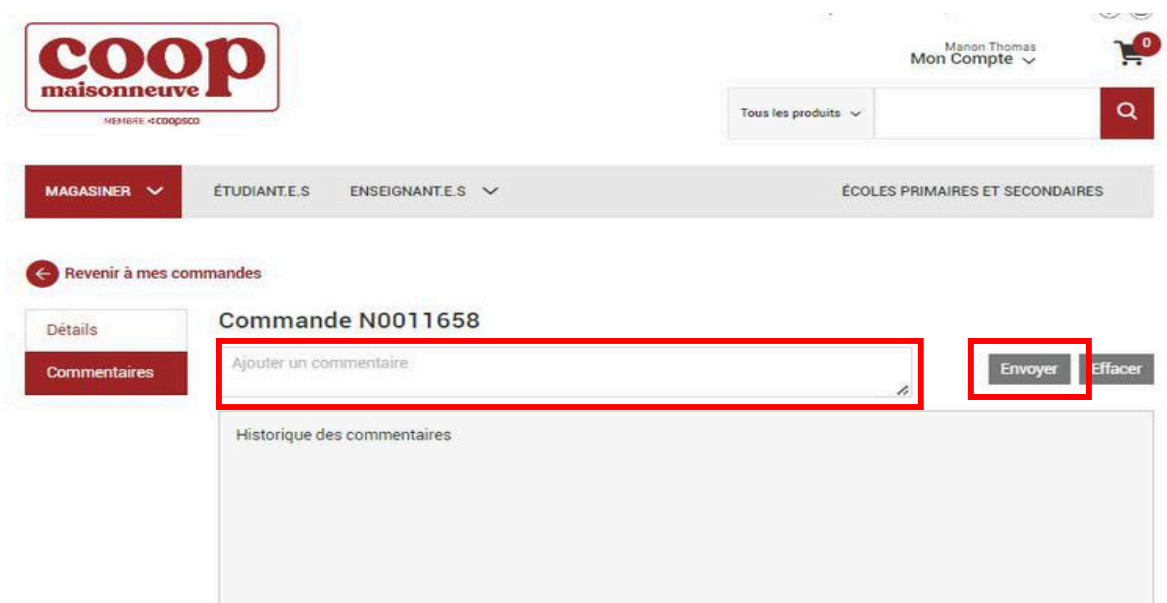 coop
maisonneuve
MEMBRE coopsco
Manon Thomas
Mon Compte
0
Tous les produits
MAGASINER
ÉTUDIANT.E.S
ENSEIGNANT.E.S
ÉCOLES PRIMAIRES ET SECONDAIRES
Revenir à mes commandes
Détails
Commentaires
Commande N0011658
Ajouter un commentaire
Envoyer
Effacer
Historique des commentaires